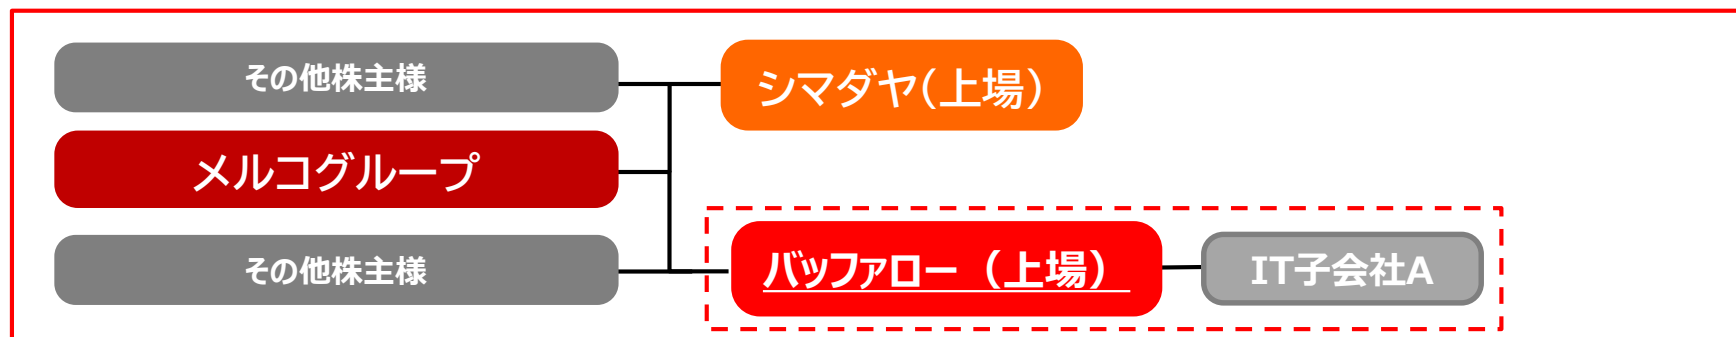 その他株主様
シマダヤ(上場)
メルコグループ
その他株主様
バッファロー（上場）
IT子会社A